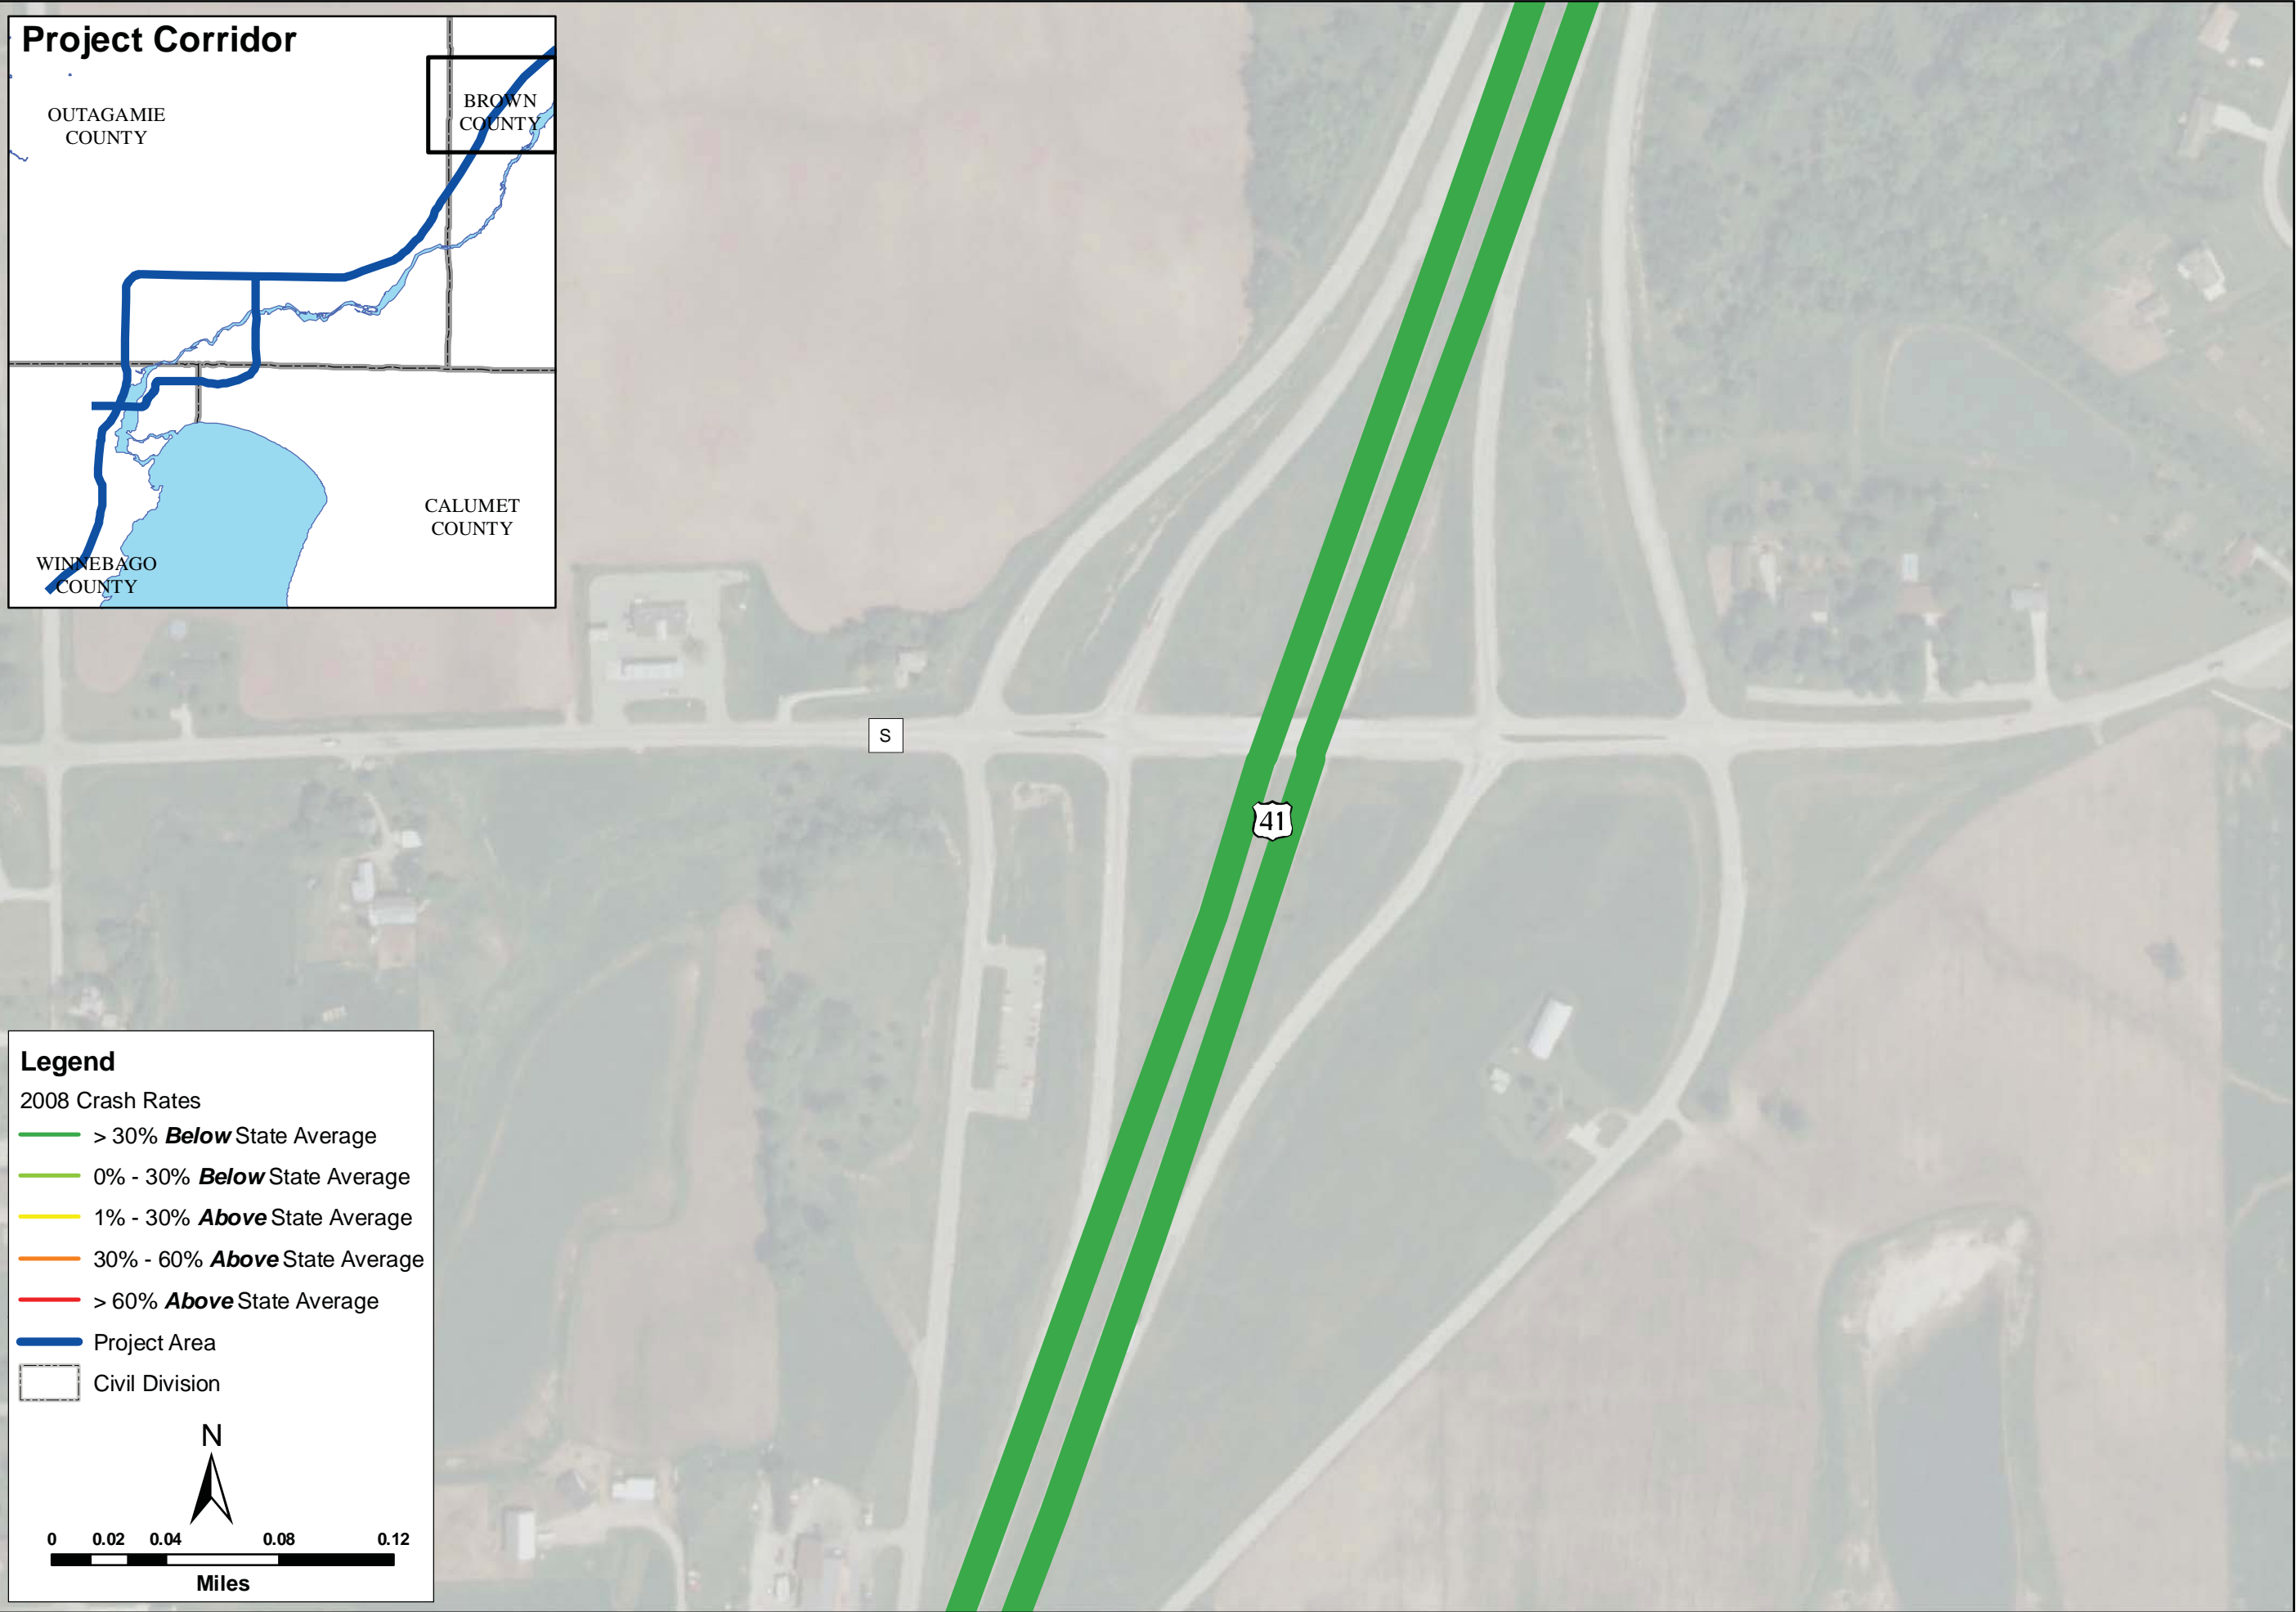 Project Corridor
OUTAGAMIE
COUNTY
BROWN
COUNTY
CALUMET
COUNTY
WINNEBAGO
COUNTY
S
41
Legend
2008 Crash Rates
> 30% Below State Average
0% - 30% Below State Average
1% - 30% Above State Average
30% - 60% Above State Average
> 60% Above State Average
Project Area
Civil Division
N
0 0.02 0.04 0.08 0.12
Miles